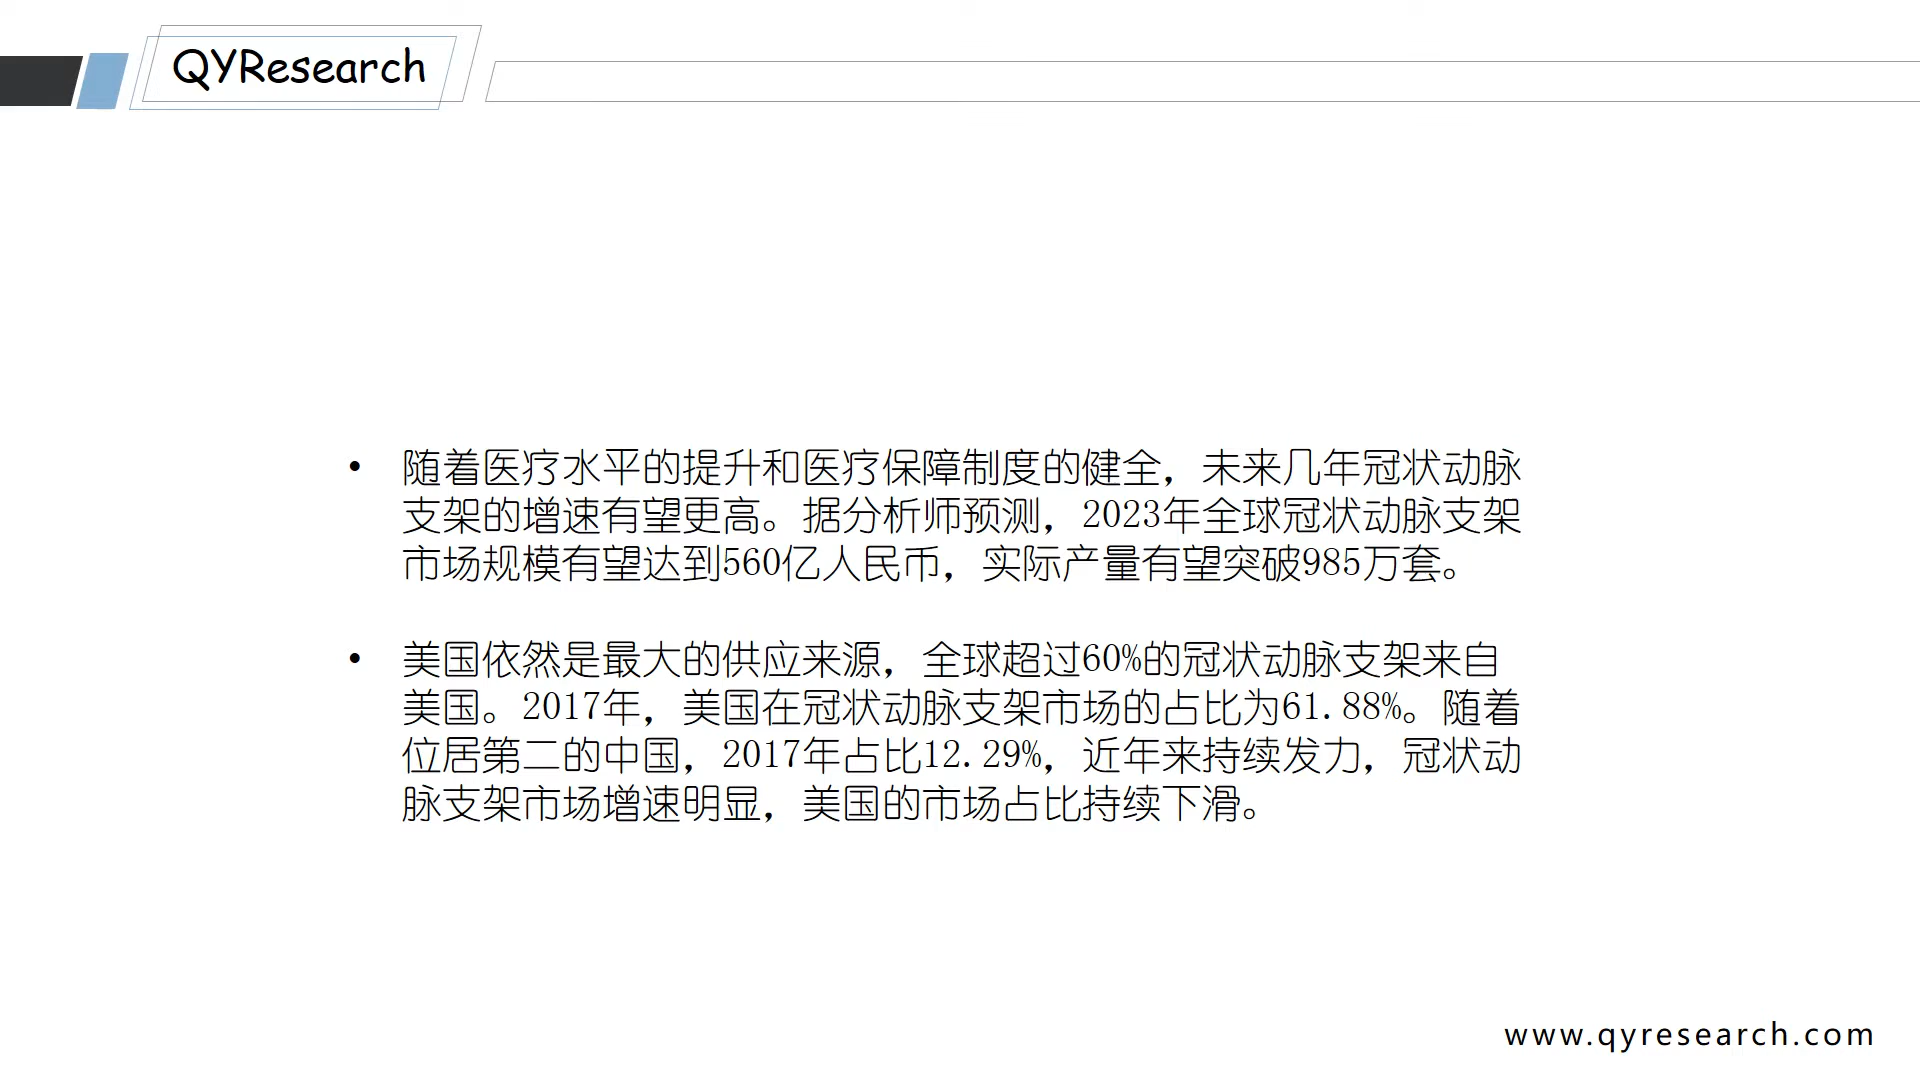 QYResearch
• 随着医疗水平的提升和医疗保障制度的健全，未来几年冠状动脉
支架的增速有望更高。据分析师预测，2023年全球冠状动脉支架
市场规模有望达到560亿人民币，实际产量有望突破985万套。
• 美国依然是最大的供应来源，全球超过60%的冠状动脉支架来自
美国。2017年，美国在冠状动脉支架市场的占比为61.88%。随着
位居第二的中国，2017年占比12.29%，近年来持续发力，冠状动
脉支架市场增速明显，美国的市场占比持续下滑。
www.qyresearch.com